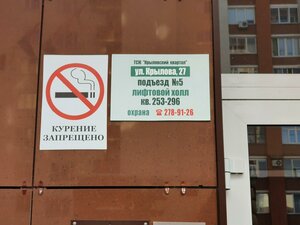 ТСЖ "Крыловский квартал"
ул. Крылова, 27
подъезд №5
ЛИФТОВОЙ ХОЛЛ
кв. 253-296
охрана ☎ 278-91-26
КУРЕНИЕ
ЗАПРЕЩЕНО